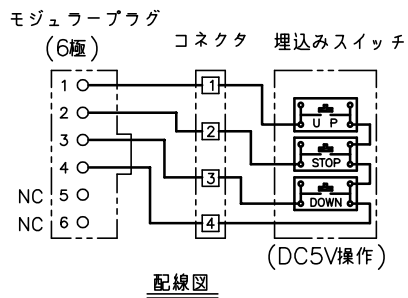 モジュラープラグ
(6極)
コネクタ
埋込みスイッチ
1
2
3
4
NC 5
NC 6
1
2
3
4
UP
STOP
DOWN
(DC5V操作)
配線図